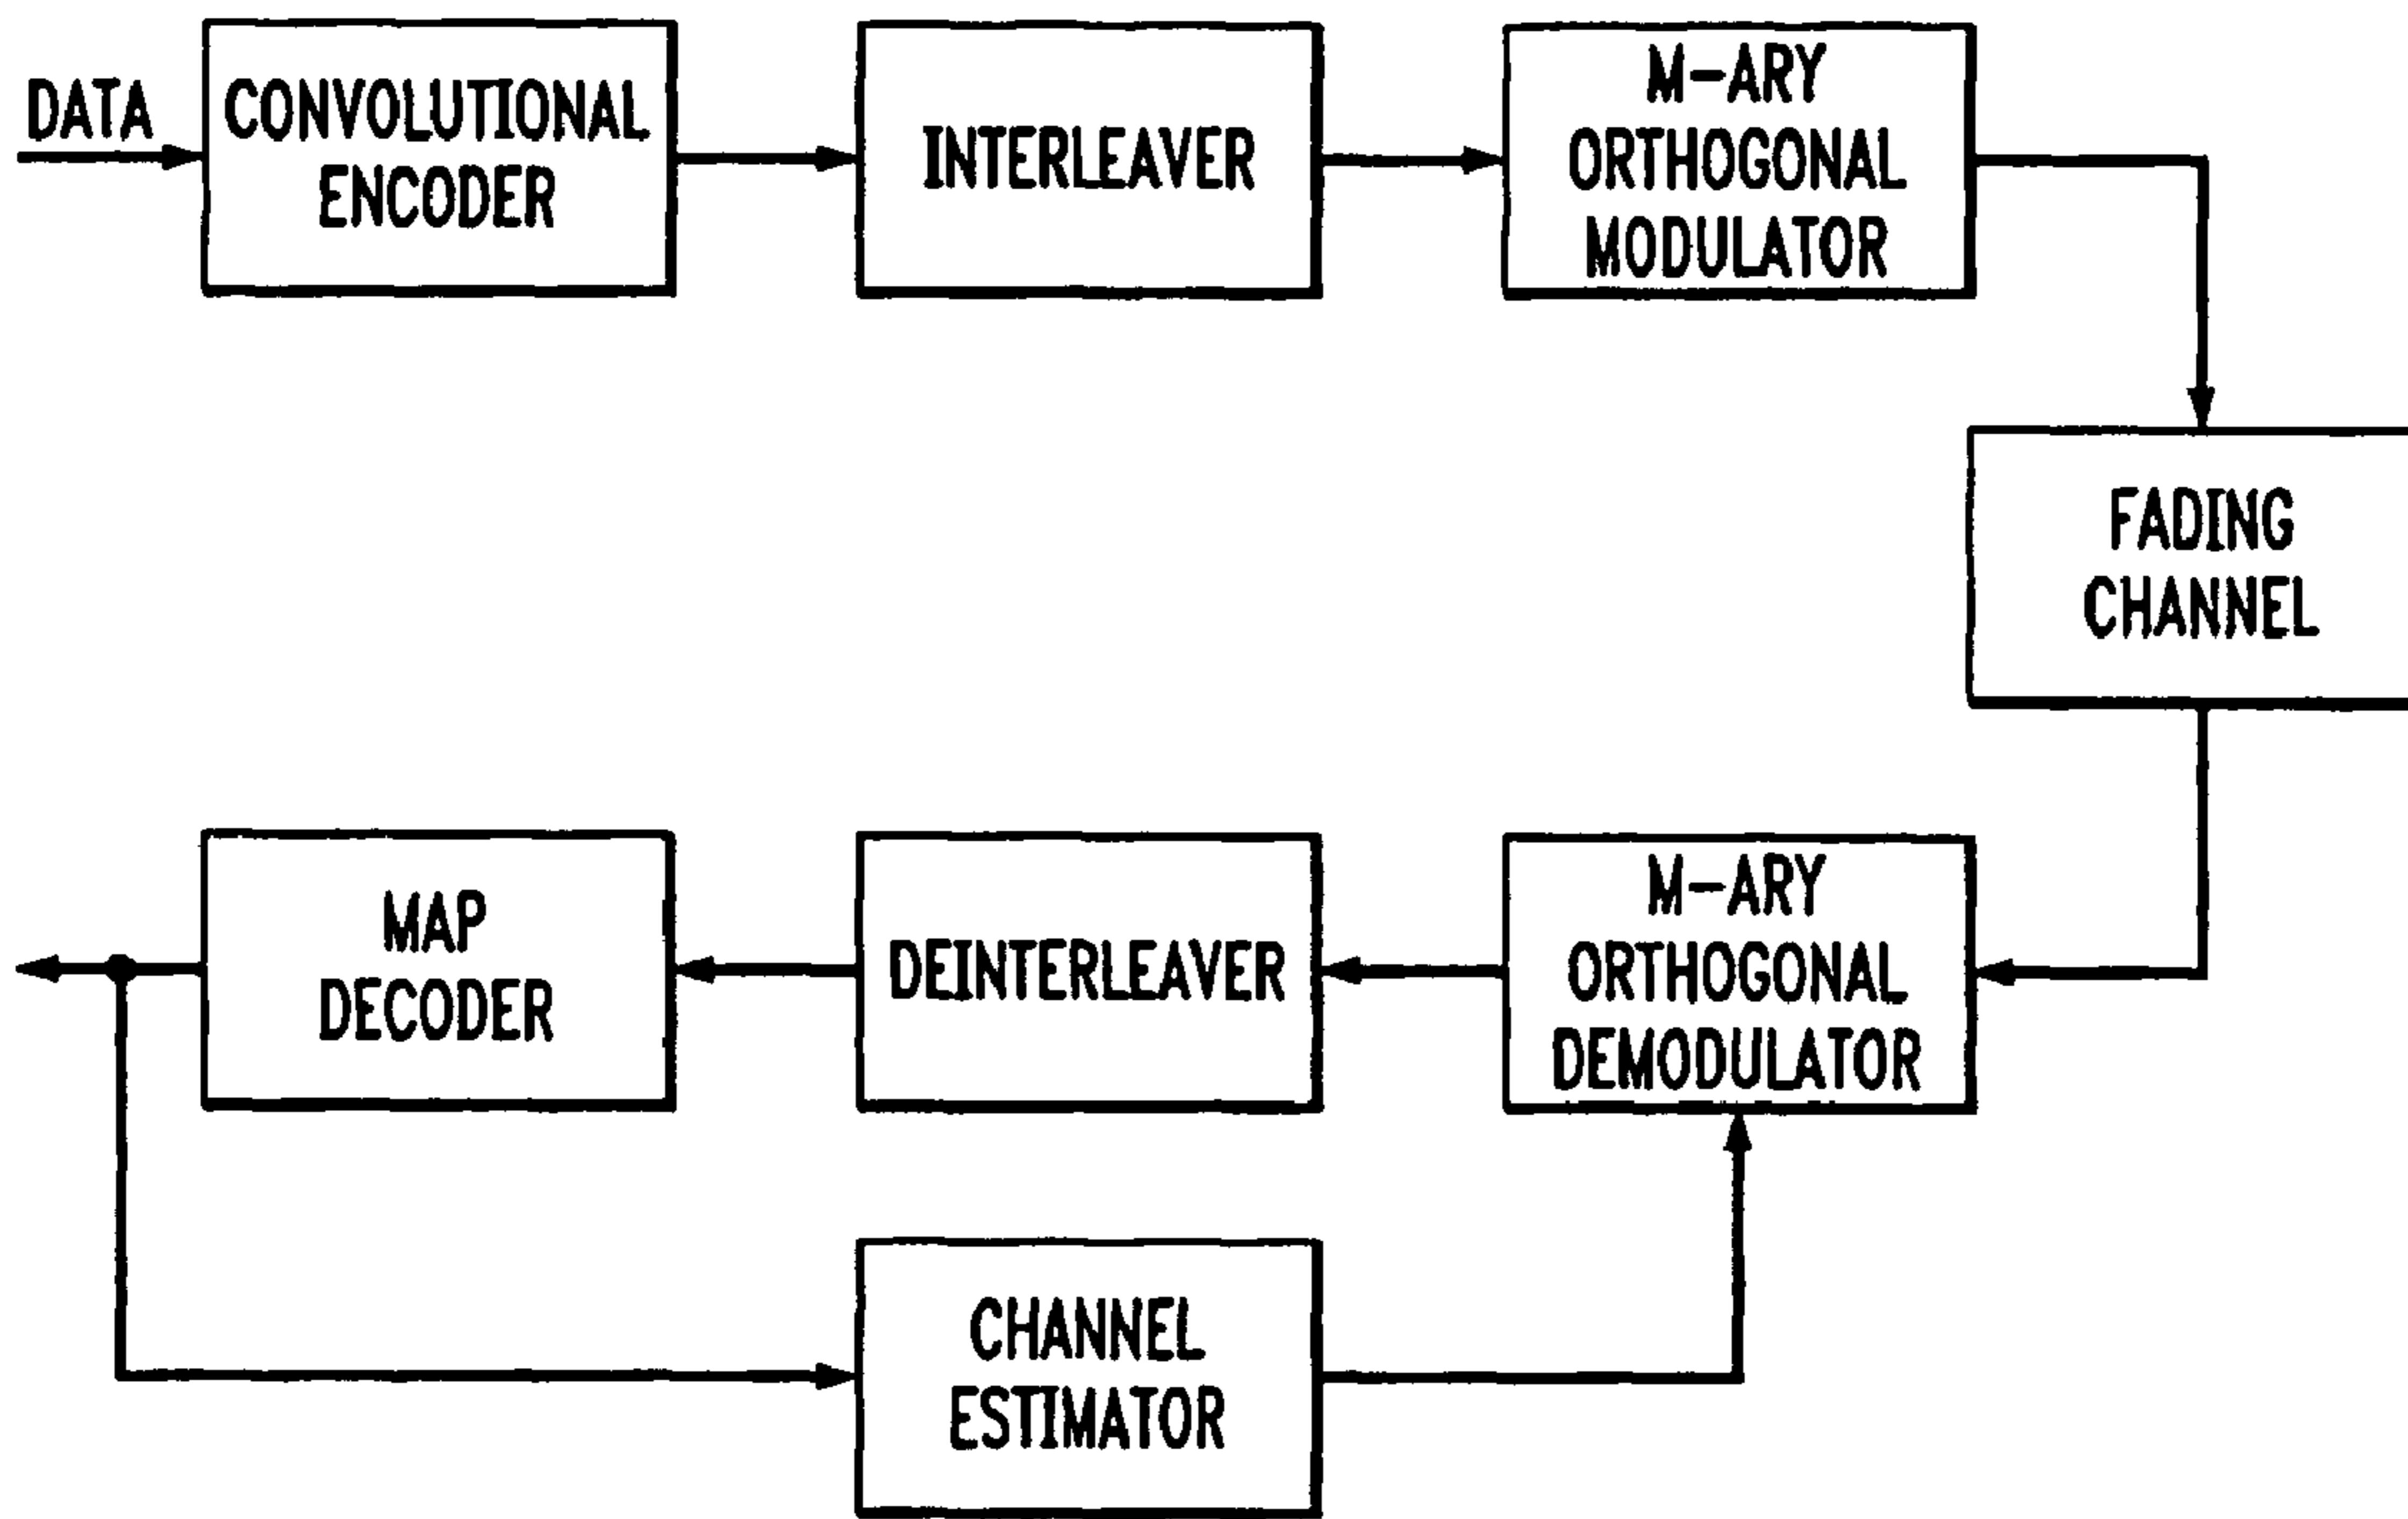 DATA
CONVOLUTIONAL
ENCODER
INTERLEAVER
M-ARY
ORTHOGONAL
MODULATOR
FADING
CHANNEL
MAP
DECODER
DEINTERLEAVER
M-ARY
ORTHOGONAL
DEMODULATOR
CHANNEL
ESTIMATOR